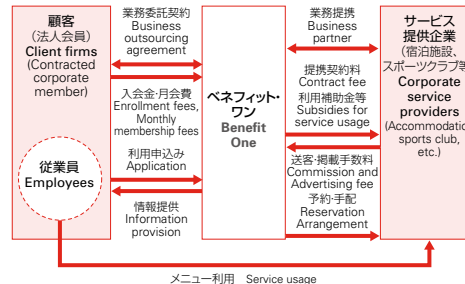 顧客
(法人会員)
Client firms
(Contracted
corporate
member)
従業員
Employees
業務委託契約
Business
outsourcing
agreement
入会金・月会費
Enrollment fees,
Monthly
membership fees
利用申込み
Application
情報提供
Information
provision
ベネフィット・
ワン
Benefit
One
業務提携
Business
partner
提携契約料
Contract fee
利用補助金等
Subsidies for
service usage
送客・掲載手数料
Commission and
Advertising fee
予約・手配
Reservation
Arrangement
サービス
提供企業
(宿泊施設、
スポーツクラブ等
Corporate
service
providers
(Accommodation
sports club,
etc.)
メニュー利用 Service usage